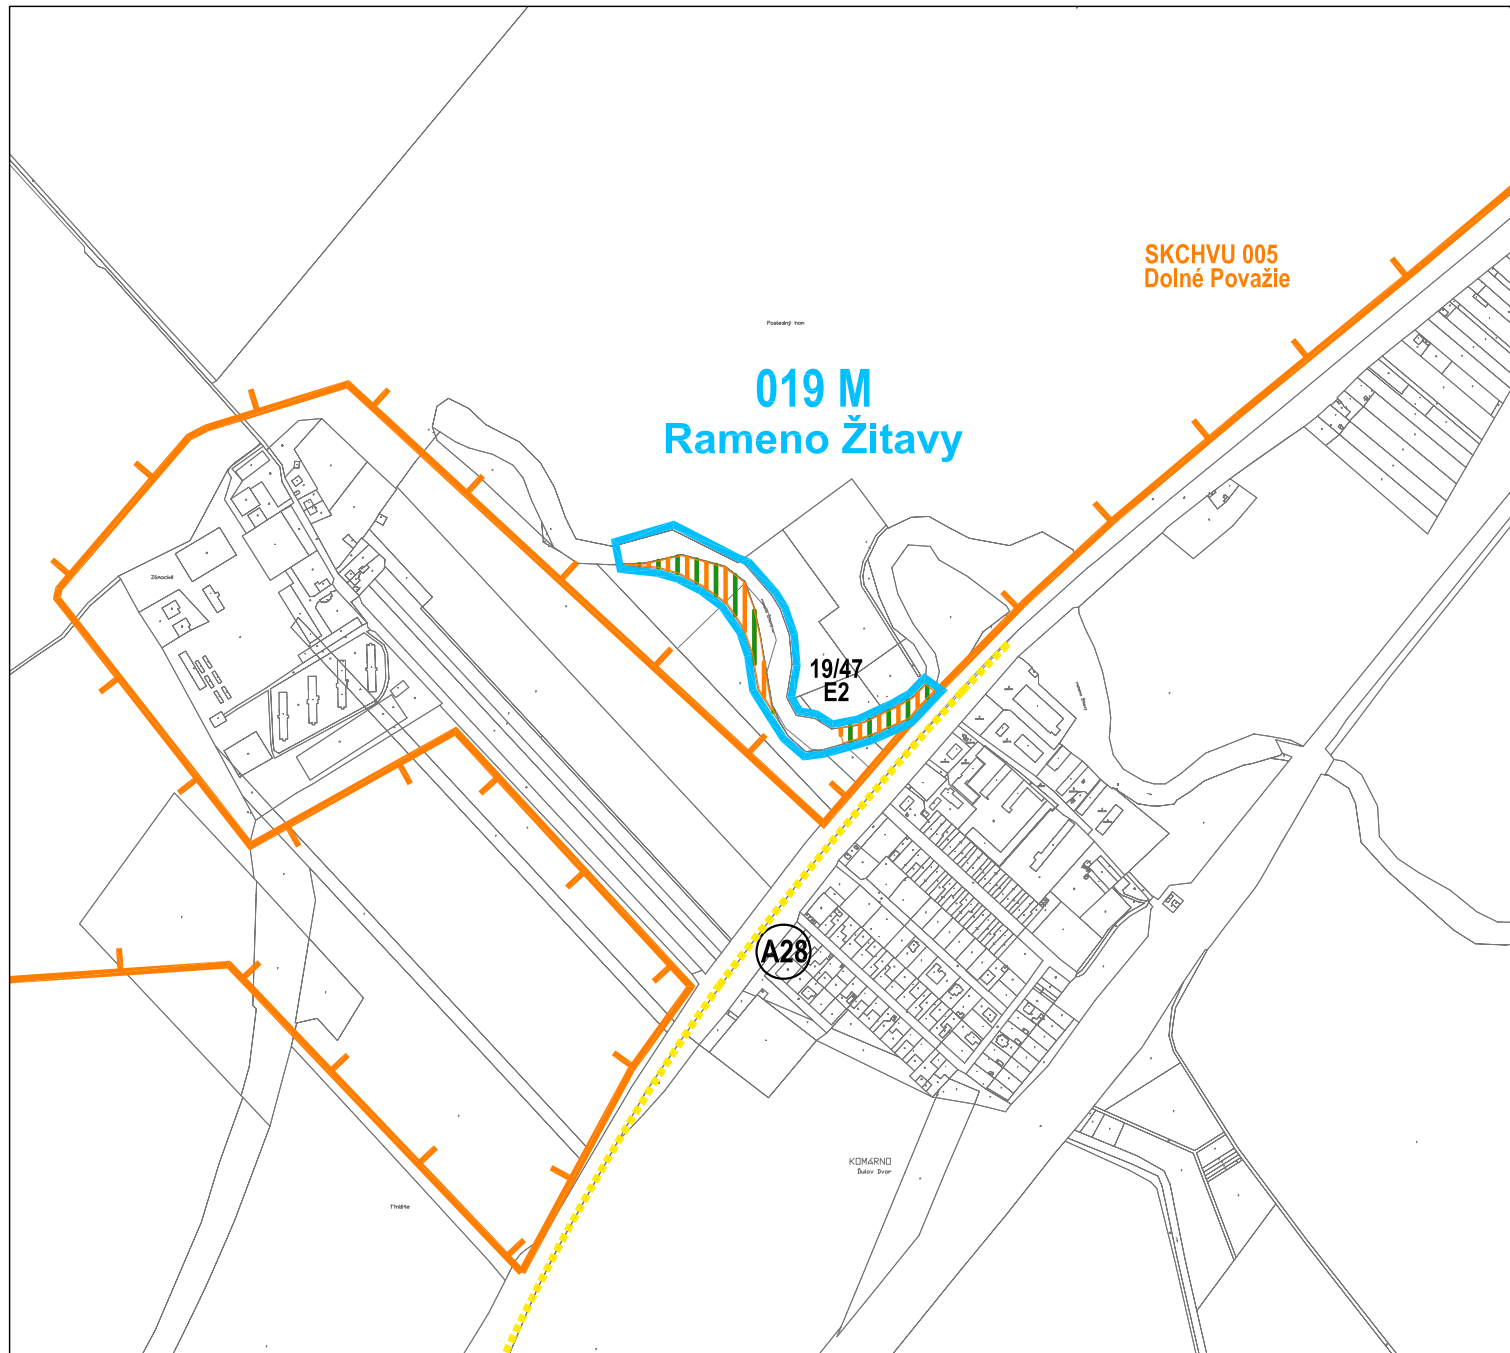 SKCHVU 005
Dolné Považie
Posledný hon
019 M
Rameno Žitavy
19/47
E2
A28
KOMÁRNO
Ďulov Dvor